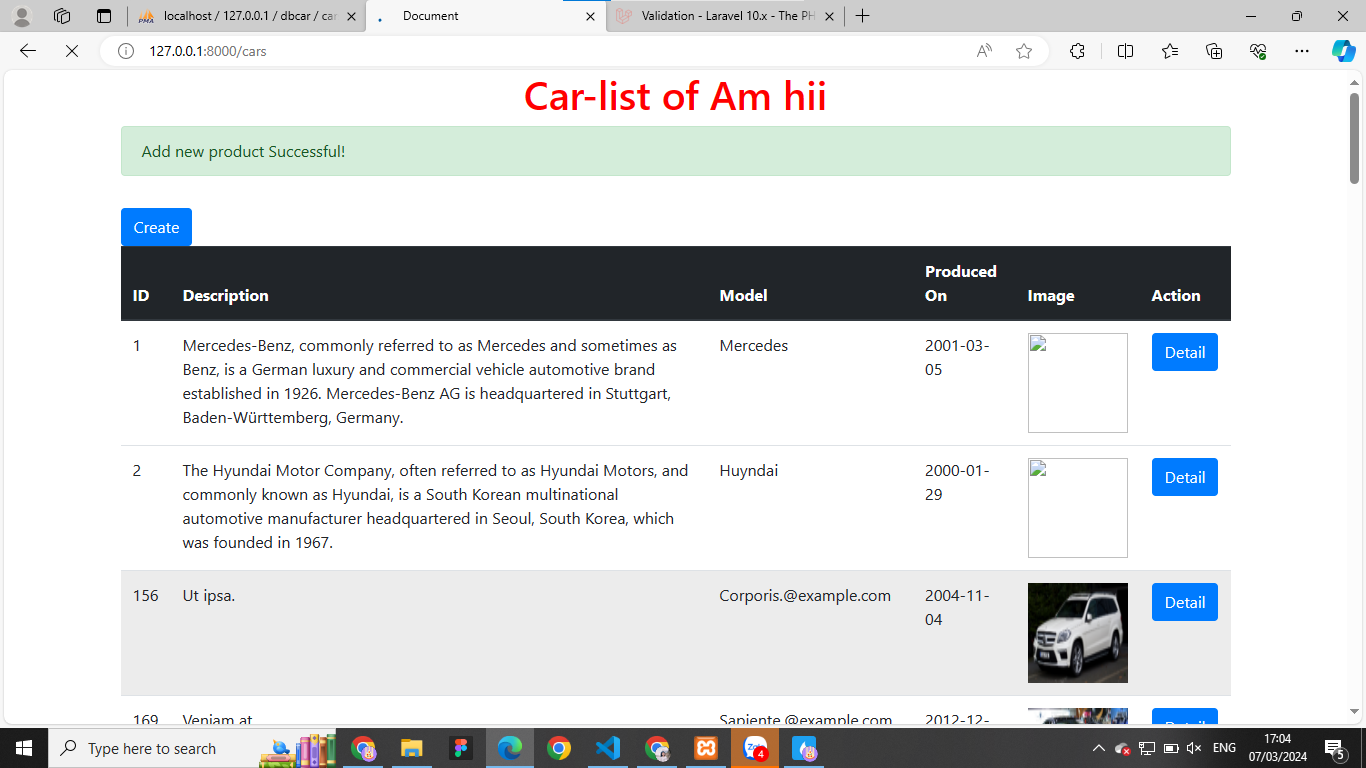 localhost / 127.0.0.1 / dbcar / car
Document
Validation - Laravel 10.x - The PH
127.0.0.1:8000/cars
Car-list of Am hii
Add new product Successful!
Create
ID Description Model Produced On Image Action
1 Mercedes-Benz, commonly referred to as Mercedes and sometimes as Mercedes 2001-03- Detail
Benz, is a German luxury and commercial vehicle automotive brand 05
established in 1926. Mercedes-Benz AG is headquartered in Stuttgart,
Baden-Württemberg, Germany.
2 The Hyundai Motor Company, often referred to as Hyundai Motors, and Huyndai 2000-01- Detail
commonly known as Hyundai, is a South Korean multinational 29
automotive manufacturer headquartered in Seoul, South Korea, which
was founded in 1967.
156 Ut ipsa. Corporis.@example.com 2004-11- Detail
04
169 Veniam at Sapiente.@example.com 2012-12- Detail
Type here to search
4
ENG
17:04
07/03/2024
5